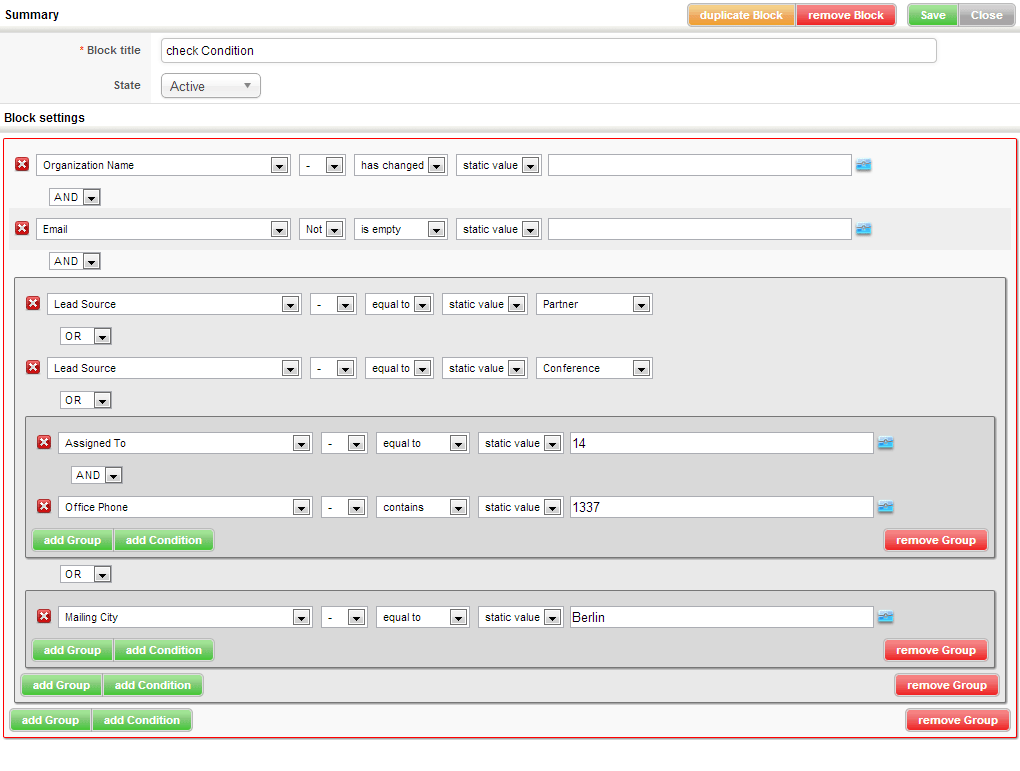 Summary duplicate Block remove Block Save Close
* Block title check Condition
State Active
Block settings
Organization Name - has changed static value
AND
Email Not is empty static value
AND
Lead Source - equal to static value Partner
OR
Lead Source - equal to static value Conference
OR
Assigned To - equal to static value 14
AND
Office Phone - contains static value 1337
add Group add Condition remove Group
OR
Mailing City - equal to static value Berlin
add Group add Condition remove Group
add Group add Condition remove Group
add Group add Condition remove Group